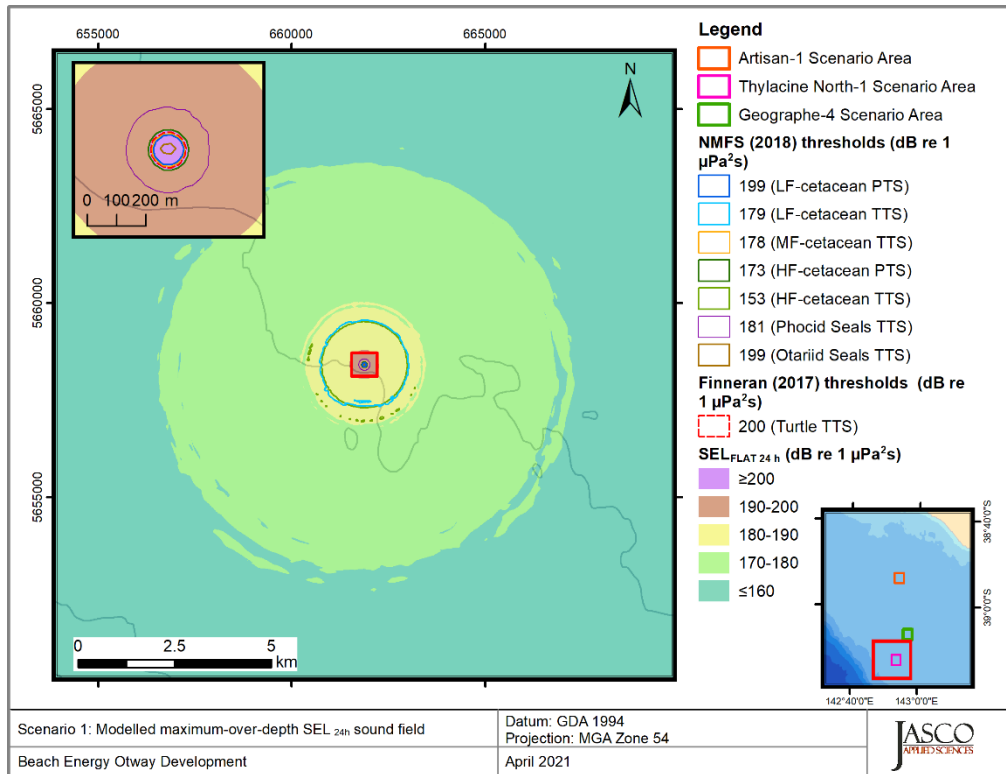 655000
660000
665000
5665000
5660000
5655000
N
0 100 200 m
0
2.5
5
km
Legend
Artisan-1 Scenario Area
Thylacine North-1 Scenario Area
Geographe-4 Scenario Area
NMFS (2018) thresholds (dB re 1
µPa²s)
199 (LF-cetacean PTS)
179 (LF-cetacean TTS)
178 (MF-cetacean TTS)
173 (HF-cetacean PTS)
153 (HF-cetacean TTS)
181 (Phocid Seals TTS)
199 (Otariid Seals TTS)
Finneran (2017) thresholds (dB re
1 µPa²s)
200 (Turtle TTS)
SEL FLAT 24 h (dB re 1 µPa²s)
≥200
190-200
180-190
170-180
≤160
38°40'0"S
39°0'0"S
142°40'0"E
143°0'0"E
Scenario 1: Modelled maximum-over-depth SEL 24h sound field
Beach Energy Otway Development
Datum: GDA 1994
Projection: MGA Zone 54
April 2021
JASCO
APPLIED SCIENCES